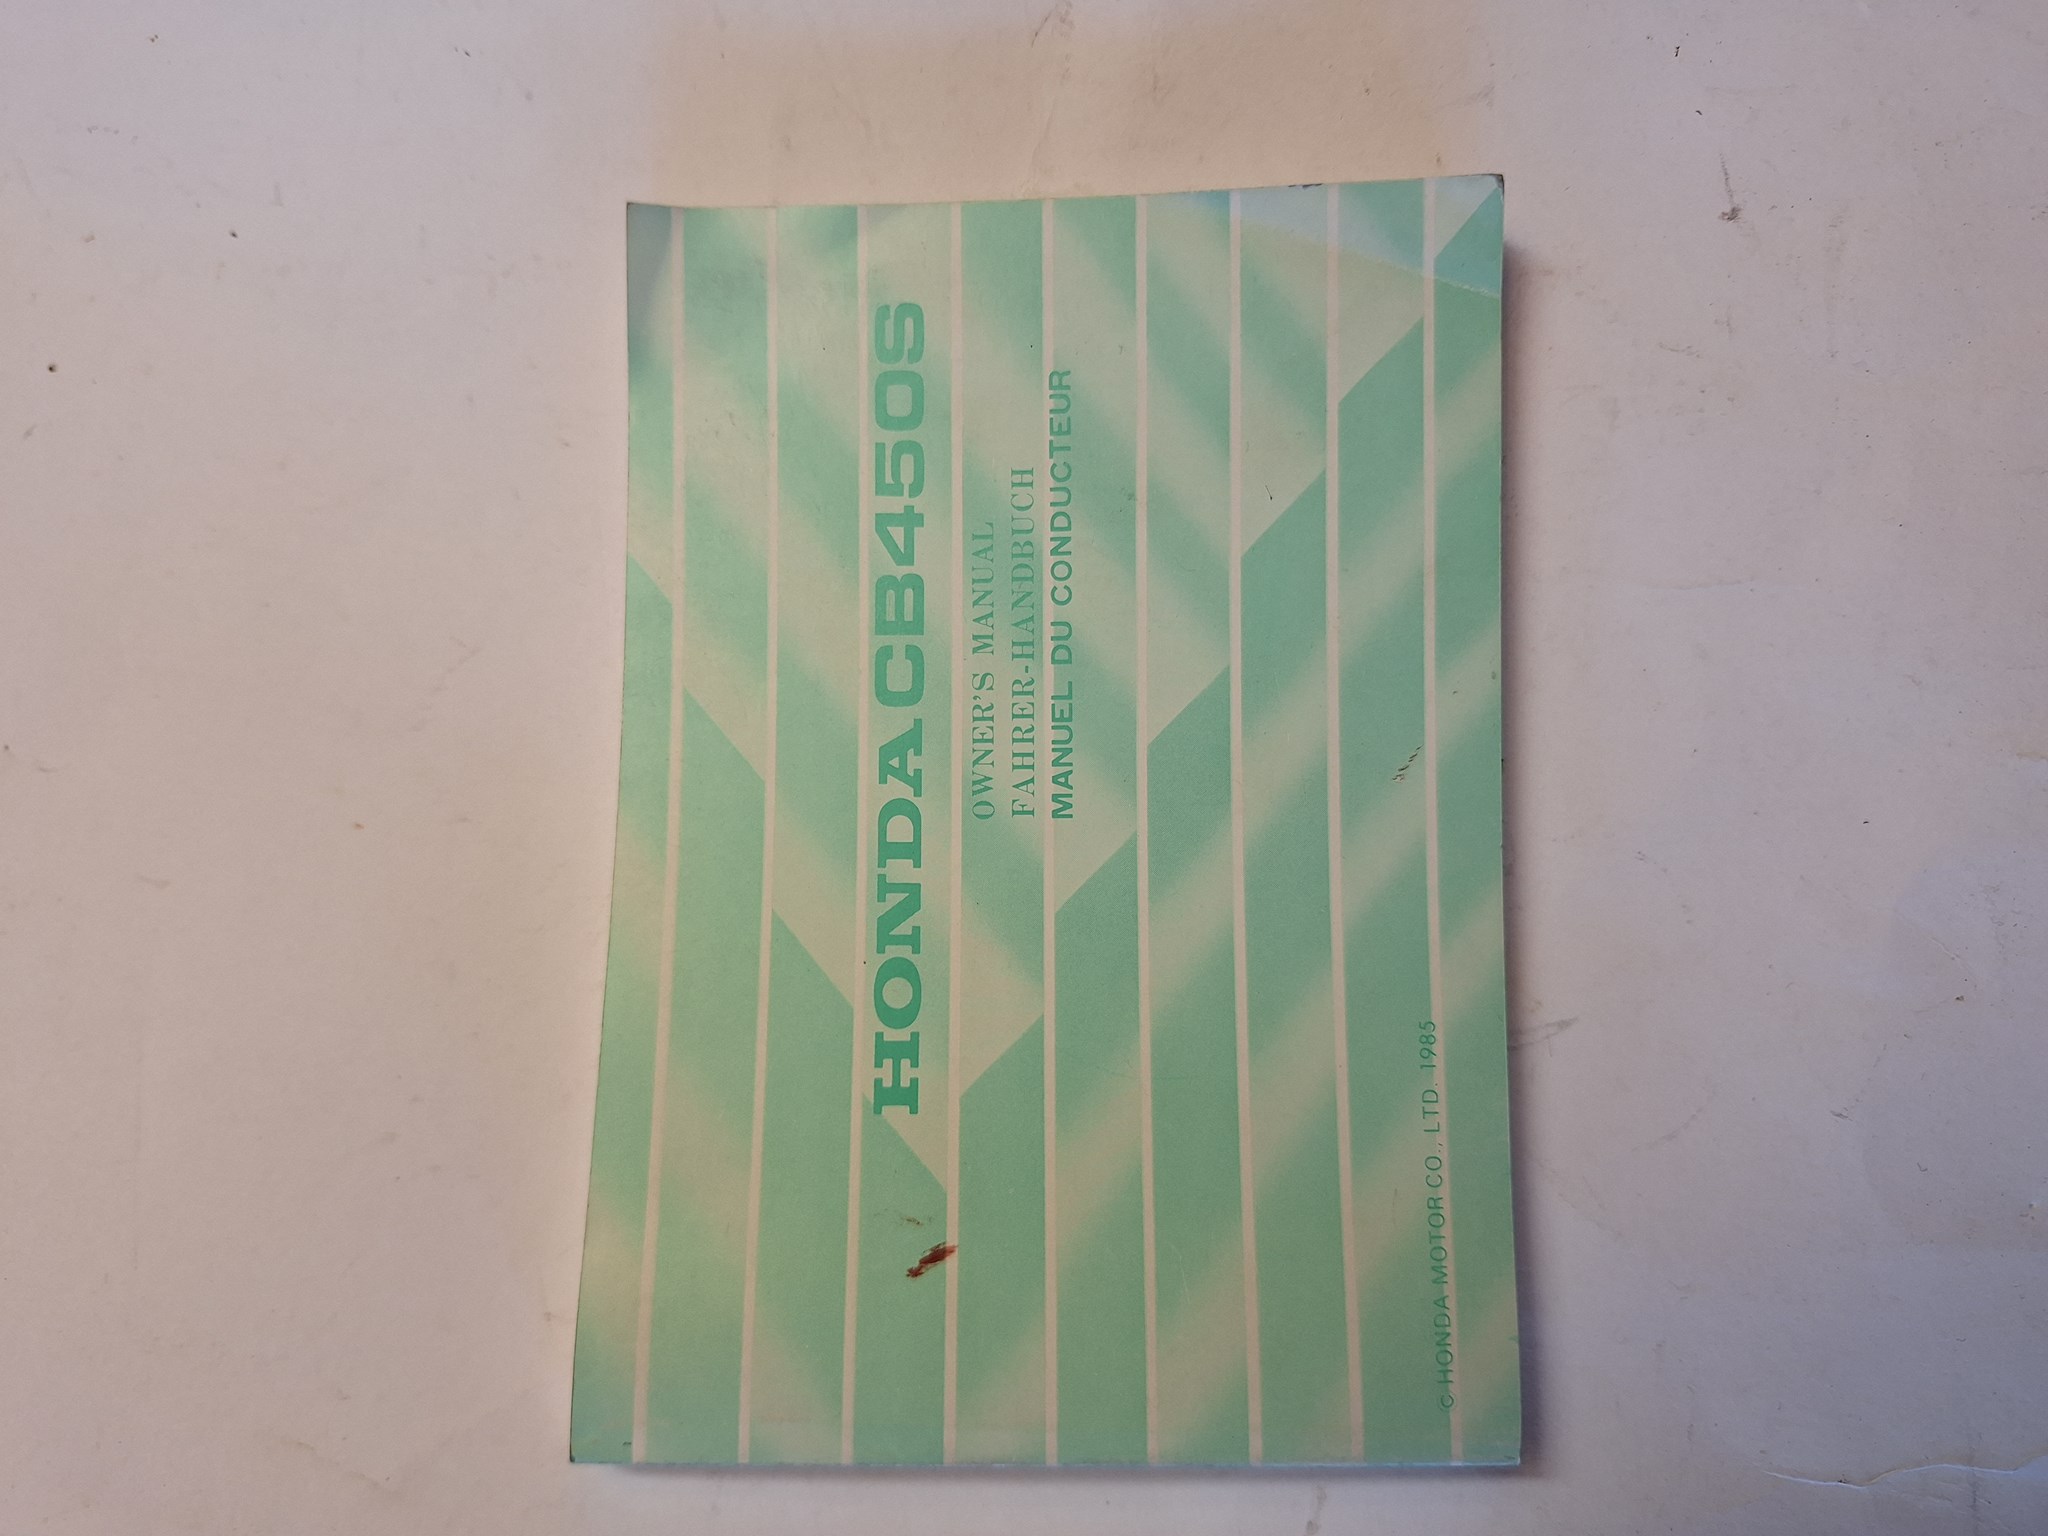 HONDA CB450S
OWNER'S MANUAL
FAHRER-HANDBUCH
MANUEL DU CONDUCTEUR
© HONDA MOTOR CO., LTD. 1985